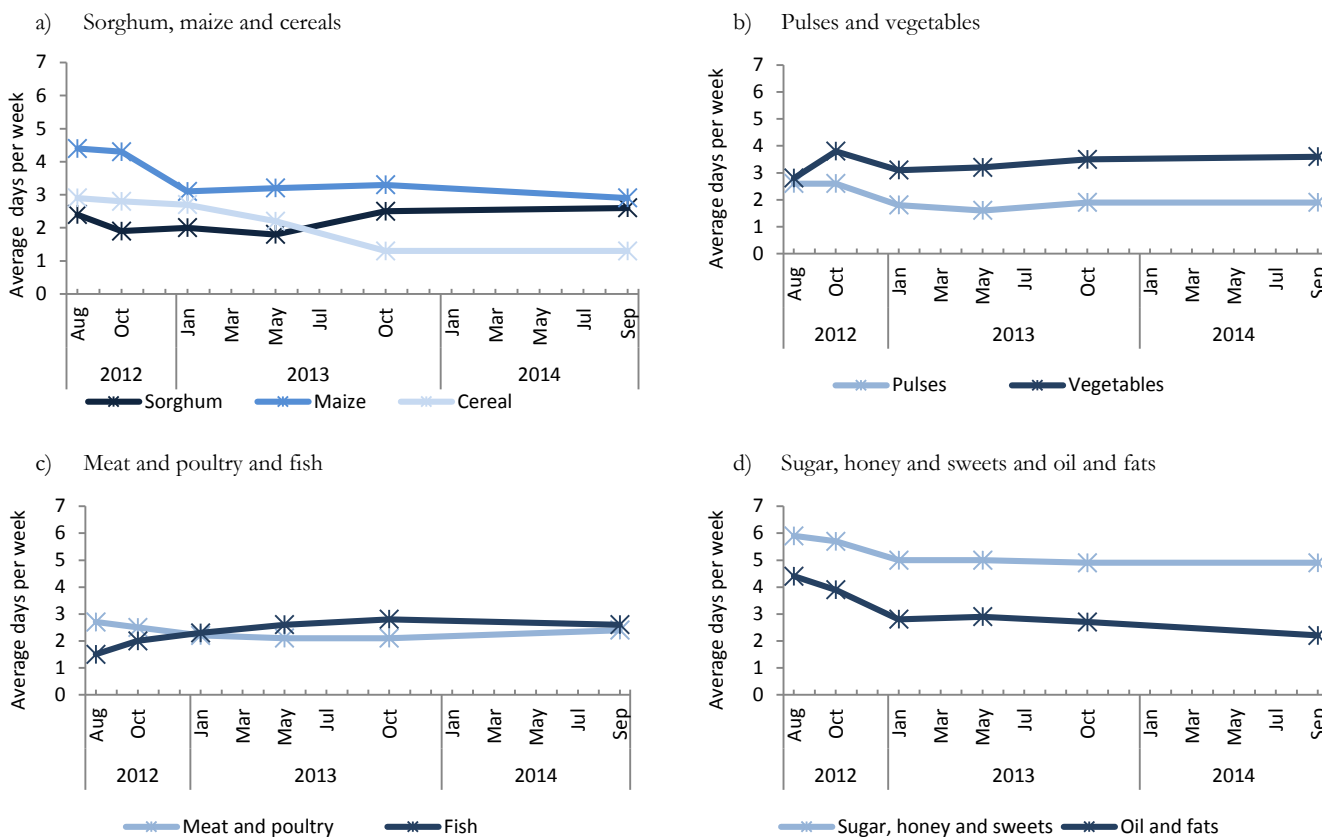 a) Sorghum, maize and cereals
Average days per week
7
6
5
4
3
2
1
0
Aug Oct Jan Mar May Jul Oct Jan May Jul Sep
2012 2013 2014
Sorghum Maize Cereal
b) Pulses and vegetables
Average days per week
7
6
5
4
3
2
1
0
Aug Oct Jan Mar May Jul Oct Jan May Jul Sep
2012 2013 2014
Pulses Vegetables
c) Meat and poultry and fish
Average days per week
7
6
5
4
3
2
1
0
Aug Oct Jan Mar May Jul Oct Jan May Jul Sep
2012 2013 2014
Meat and poultry Fish
d) Sugar, honey and sweets and oil and fats
Average days per week
7
6
5
4
3
2
1
0
Aug Oct Jan Mar May Jul Oct Jan May Jul Sep
2012 2013 2014
Sugar, honey and sweets Oil and fats